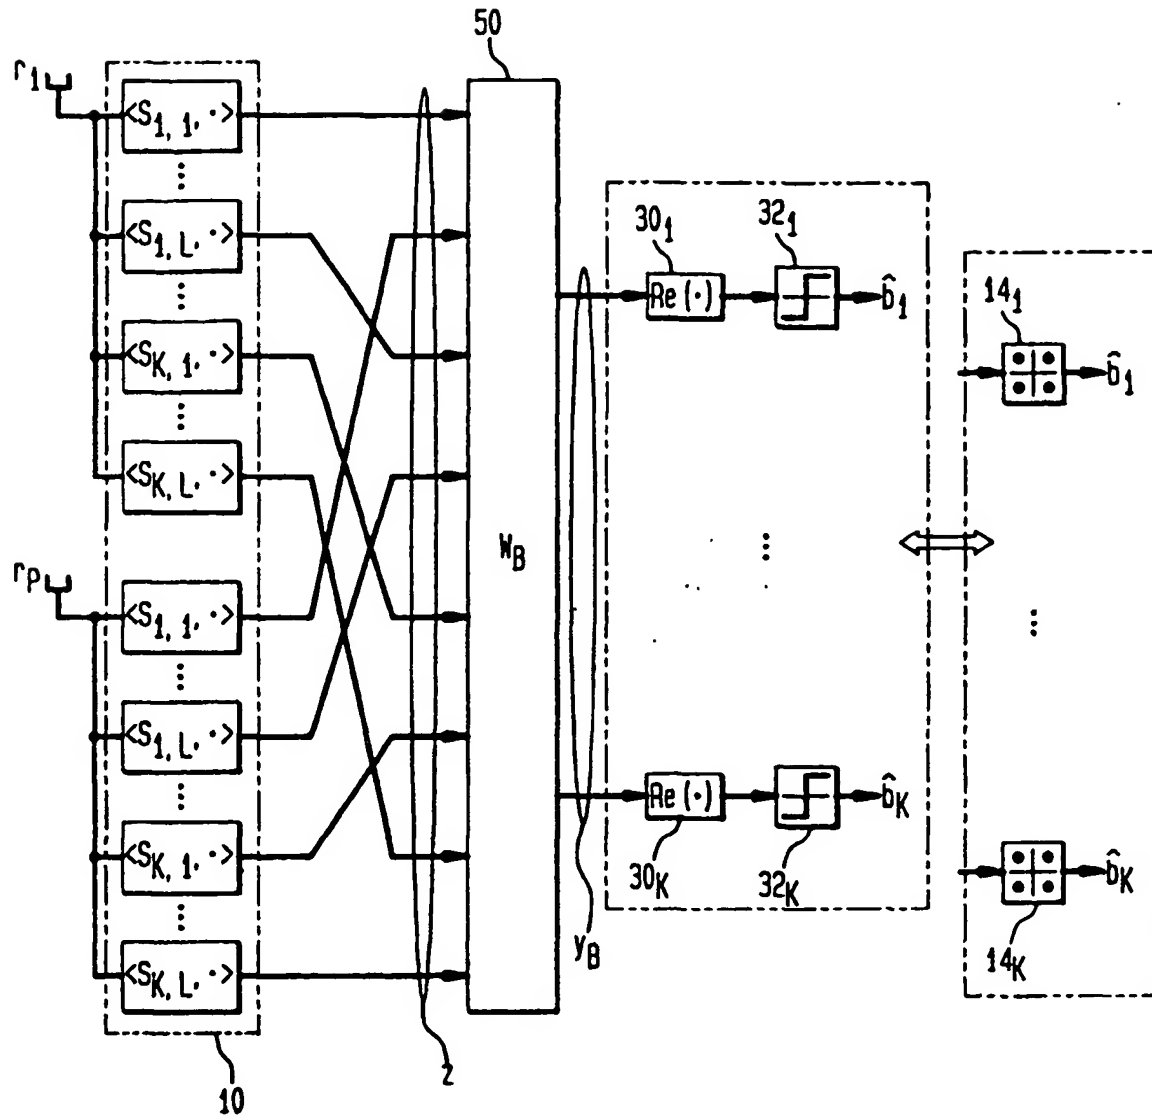 50
r1
<S1, 1, ·>
⋮
<S1, L, ·>
⋮
<SK, 1, ·>
⋮
<SK, L, ·>
rP
<S1, 1, ·>
⋮
<S1, L, ·>
⋮
<SK, 1, ·>
⋮
<SK, L, ·>
10
z
WB
yB
301
Re(·)
321
b̂1
⋮
Re(·)
30K
32K
b̂K
141
b̂1
⋮
b̂K
14K